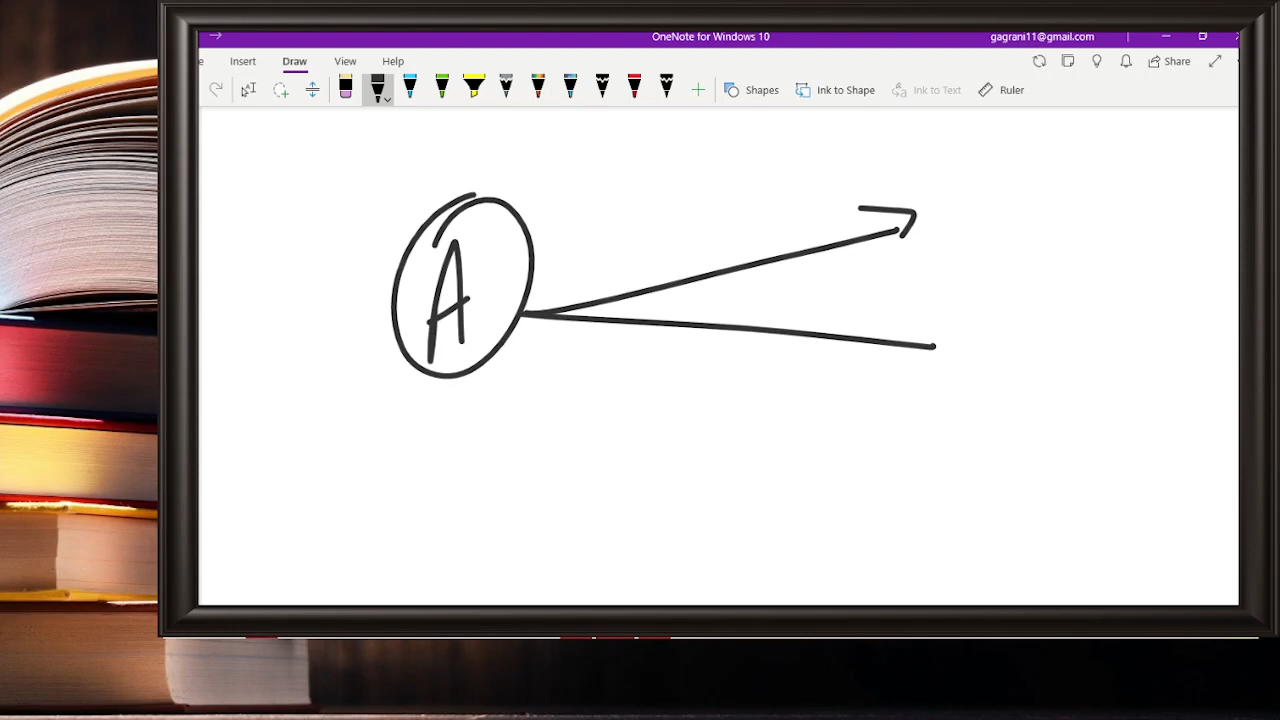 OneNote for Windows 10 gagrani11@gmail.com
Insert Draw View Help Share
Shapes Ink to Shape Ink to Text Ruler
A